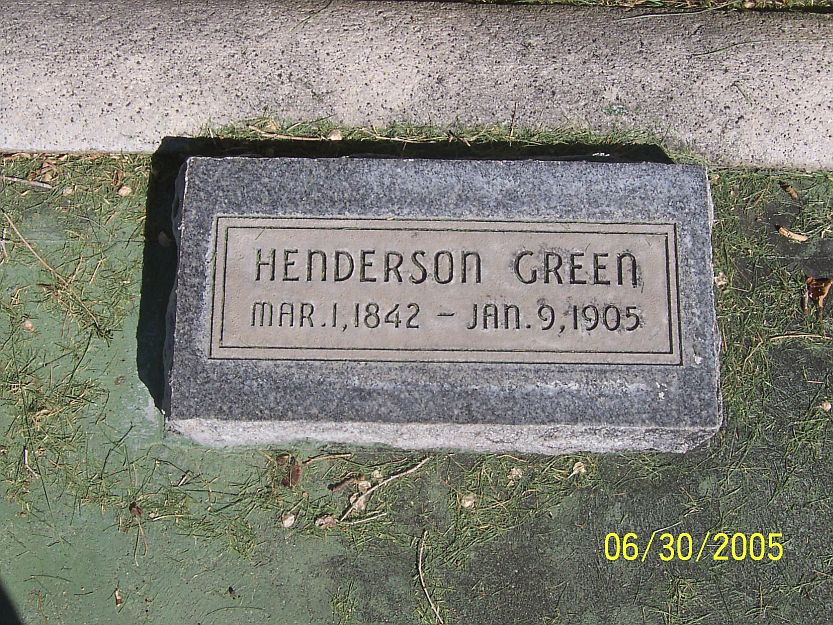 HENDERSON GREEN
MAR. 1, 1842 - JAN. 9, 1905
06/30/2005